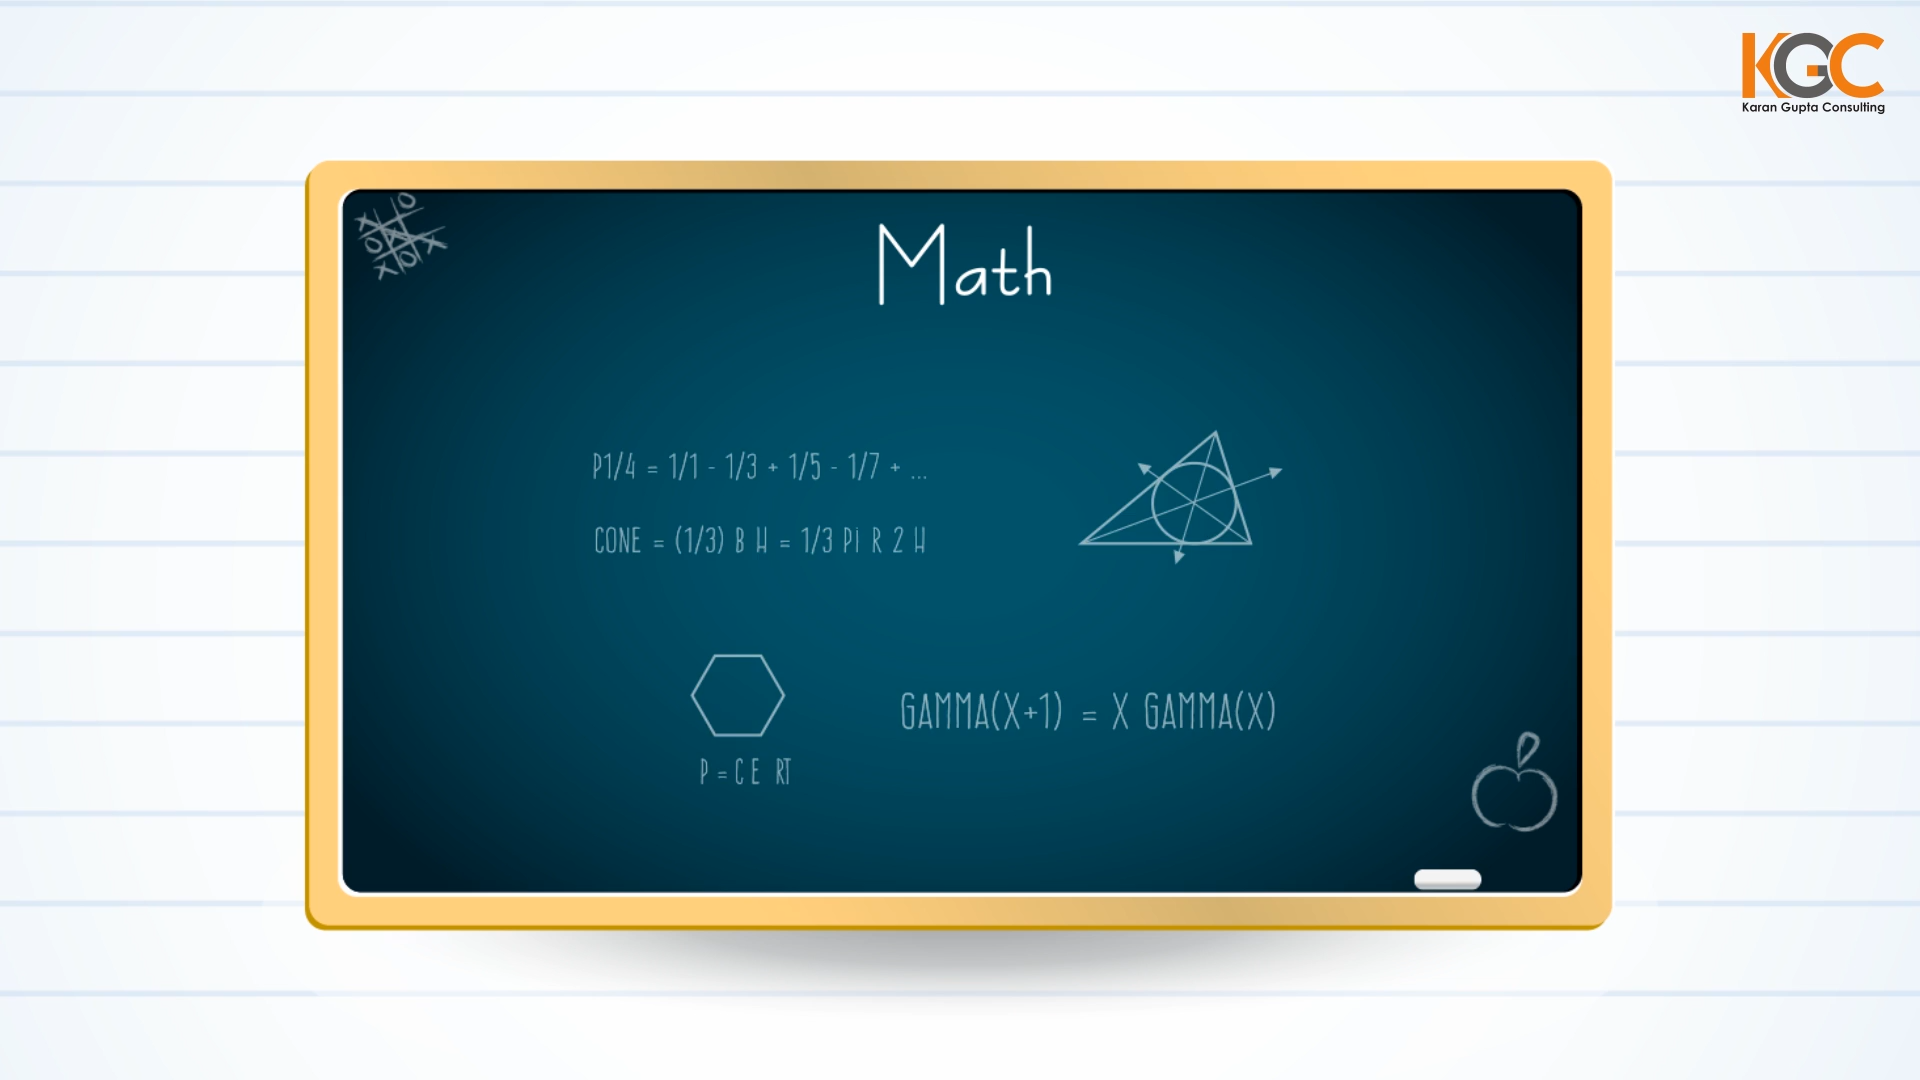 KGC
Karan Gupta Consulting
Math
P1/4 = 1/1 - 1/3 + 1/5 - 1/7 + ...
CONE = (1/3) B H = 1/3 Pi R 2 H
GAMMA(X+1) = X GAMMA(X)
P = C E RT